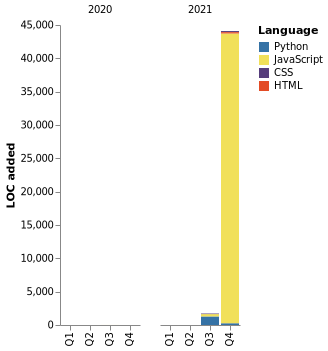 2020
2021
Language
Python
JavaScript
CSS
HTML
LOC added
45,000
40,000
35,000
30,000
25,000
20,000
15,000
10,000
5,000
0
Q1
Q2
Q3
Q4
Q1
Q2
Q3
Q4